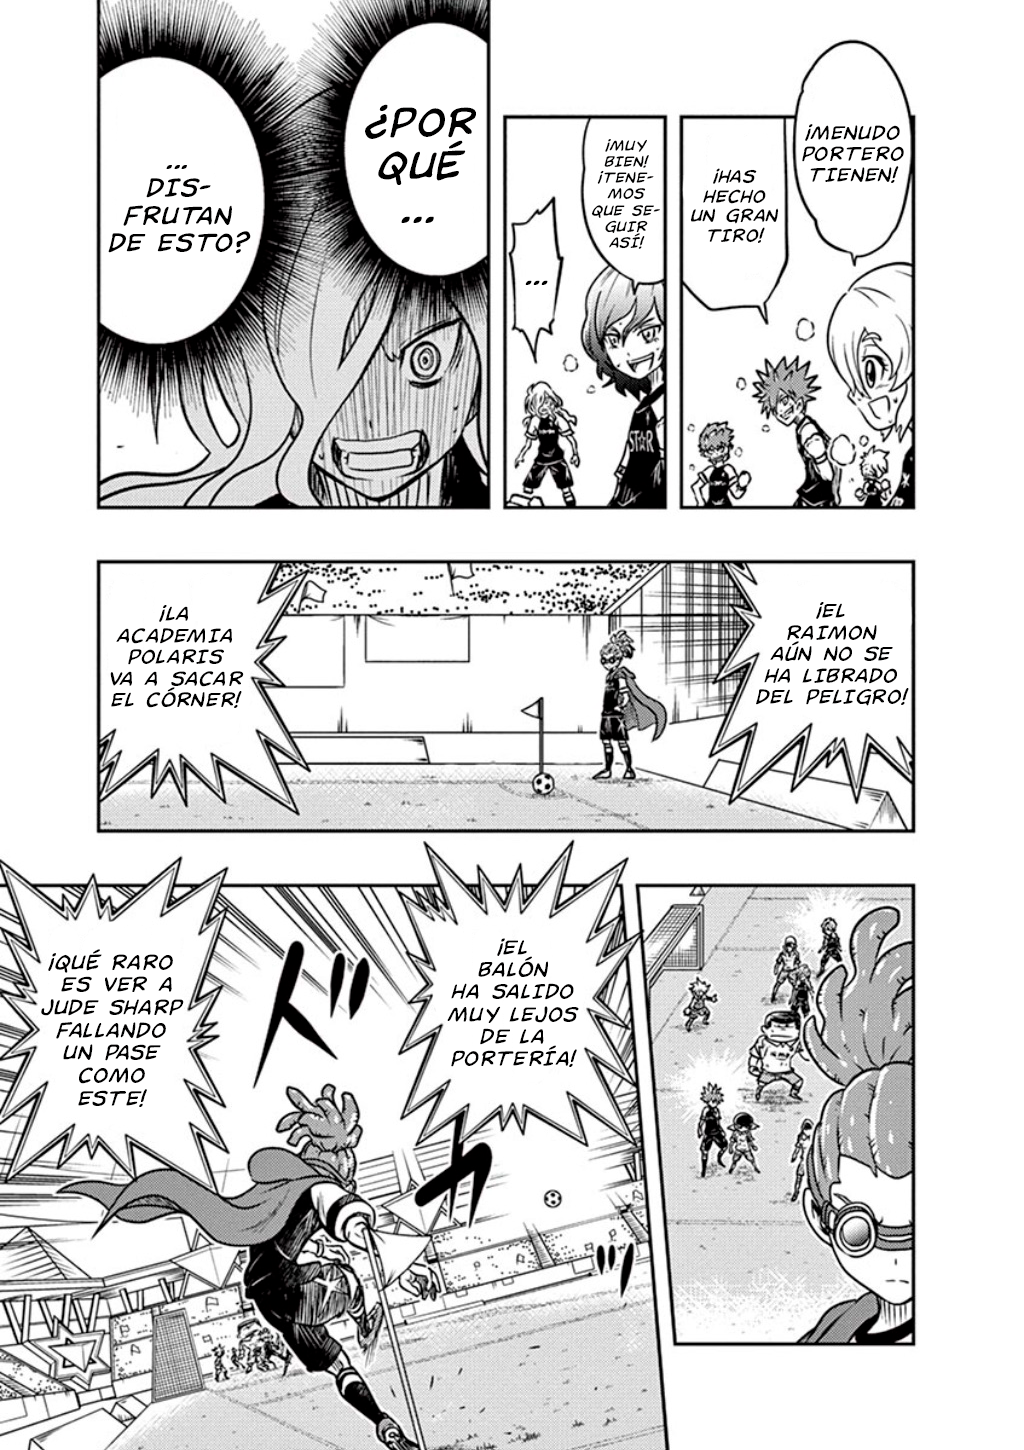 ¡MENUDO
PORTERO
TIENEN!
¡HAS
HECHO
UN GRAN
TIRO!
¡MUY
BIEN!
¡TENE-
MOS
QUE SE-
GUIR
ASÍ!
...
STAR
¿POR
QUÉ
...
...
DIS-
FRUTAN
DE ESTO?
¡EL
RAIMON
AÚN NO SE
HA LIBRADO
DEL PELIGRO!
¡LA
ACADEMIA
POLARIS
VA A SACAR
EL CÓRNER!
¡EL
BALÓN
HA SALIDO
MUY LEJOS
DE LA
PORTERÍA!
¡QUÉ RARO
ES VER A
JUDE SHARP
FALLANDO
UN PASE
COMO
ESTE!
ドカッ